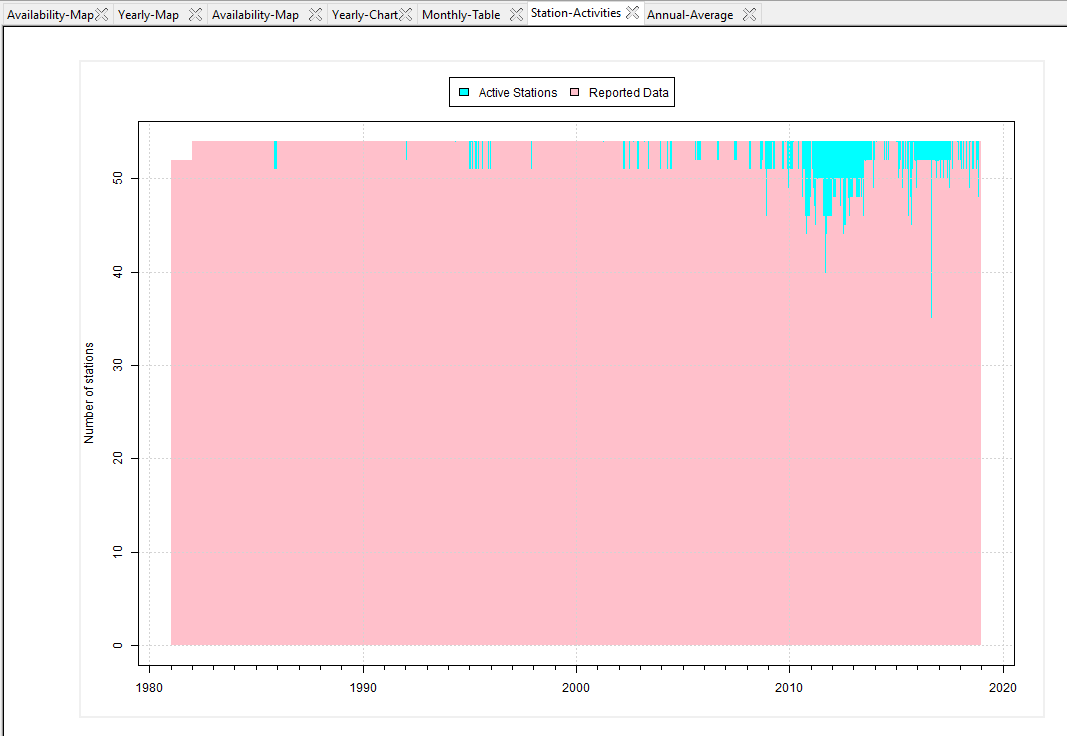 Availability-Map Yearly-Map Availability-Map Yearly-Chart Monthly-Table Station-Activities Annual-Average
Active Stations Reported Data
Number of stations
50
40
30
20
10
0
1980 1990 2000 2010 2020